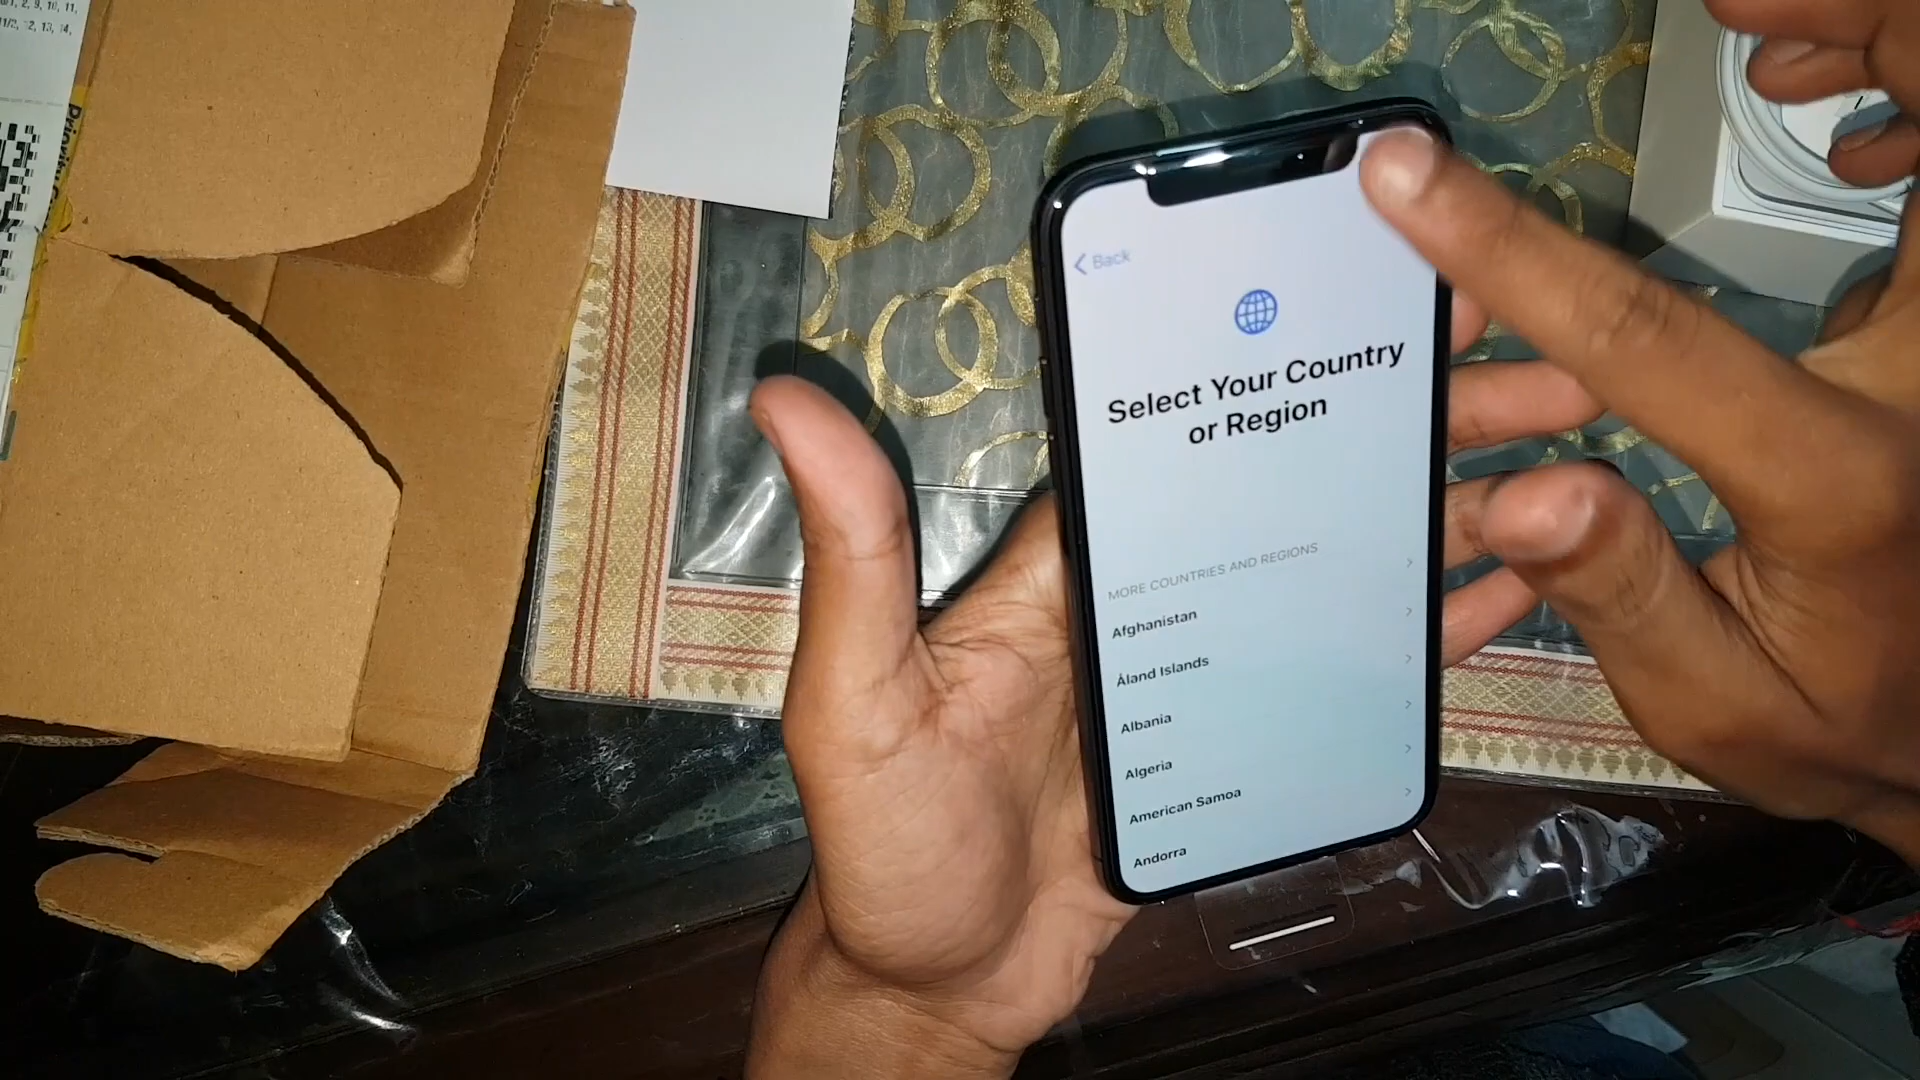 Back
Select Your Country
or Region
MORE COUNTRIES AND REGIONS
Afghanistan
Åland Islands
Albania
Algeria
American Samoa
Andorra